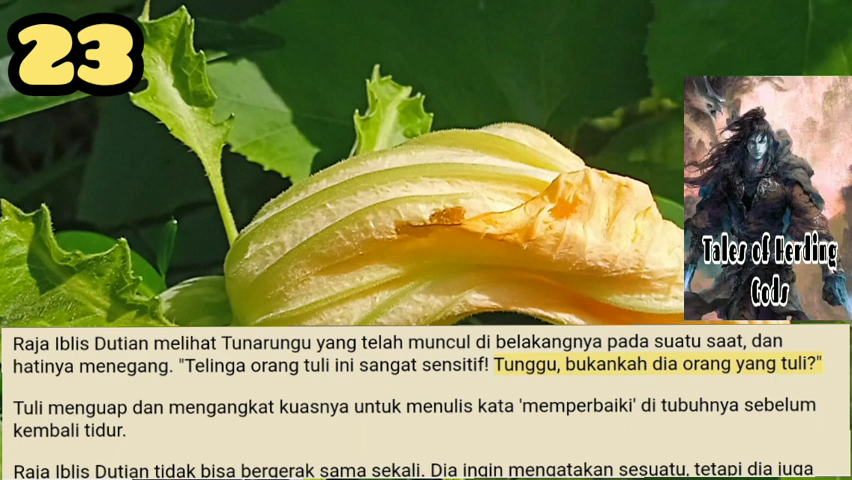 23
Tales of Herding
Gods
Raja Iblis Dutian melihat Tunarungu yang telah muncul di belakangnya pada suatu saat, dan
hatinya menegang. "Telinga orang tuli ini sangat sensitif! Tunggu, bukankah dia orang yang tuli?"
Tuli menguap dan mengangkat kuasnya untuk menulis kata 'memperbaiki' di tubuhnya sebelum
kembali tidur.
Raja Iblis Dutian tidak bisa bergerak sama sekali. Dia ingin mengatakan sesuatu, tetapi dia juga